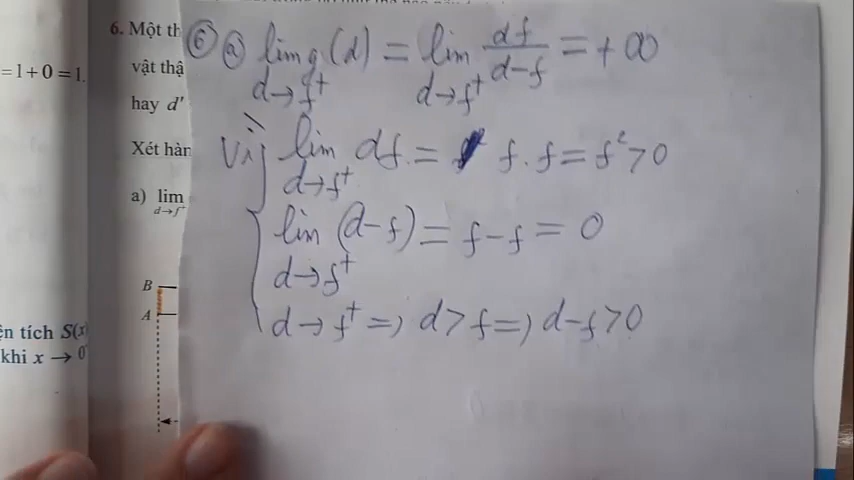 6. Một th
= 1 + 0 = 1.
vật thậ
hay d'
Xét hàn
a) lim
d→f⁺
B
A
ện tích S(x
khi x → 0
⑥ ⓐ lim g(d) = lim df/(d-f) = +∞
d→f⁺ d→f⁺
Vì lim df = f.f = f² > 0
d→f⁺
lim (d-f) = f-f = 0
d→f⁺
d→f⁺ => d>f => d-f>0